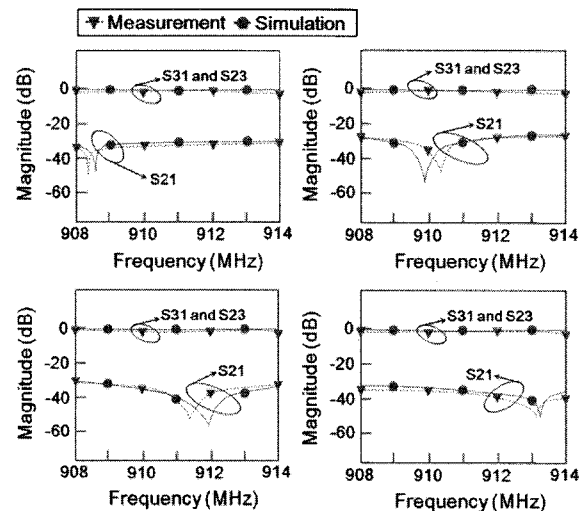 Measurement Simulation
S31 and S23
S21
Magnitude (dB)
0
-20
-40
-60
908 910 912 914
Frequency (MHz)
S31 and S23
S21
Magnitude (dB)
0
-20
-40
-60
908 910 912 914
Frequency (MHz)
S31 and S23
S21
Magnitude (dB)
0
-20
-40
-60
908 910 912 914
Frequency (MHz)
S31 and S23
S21
Magnitude (dB)
0
-20
-40
-60
908 910 912 914
Frequency (MHz)